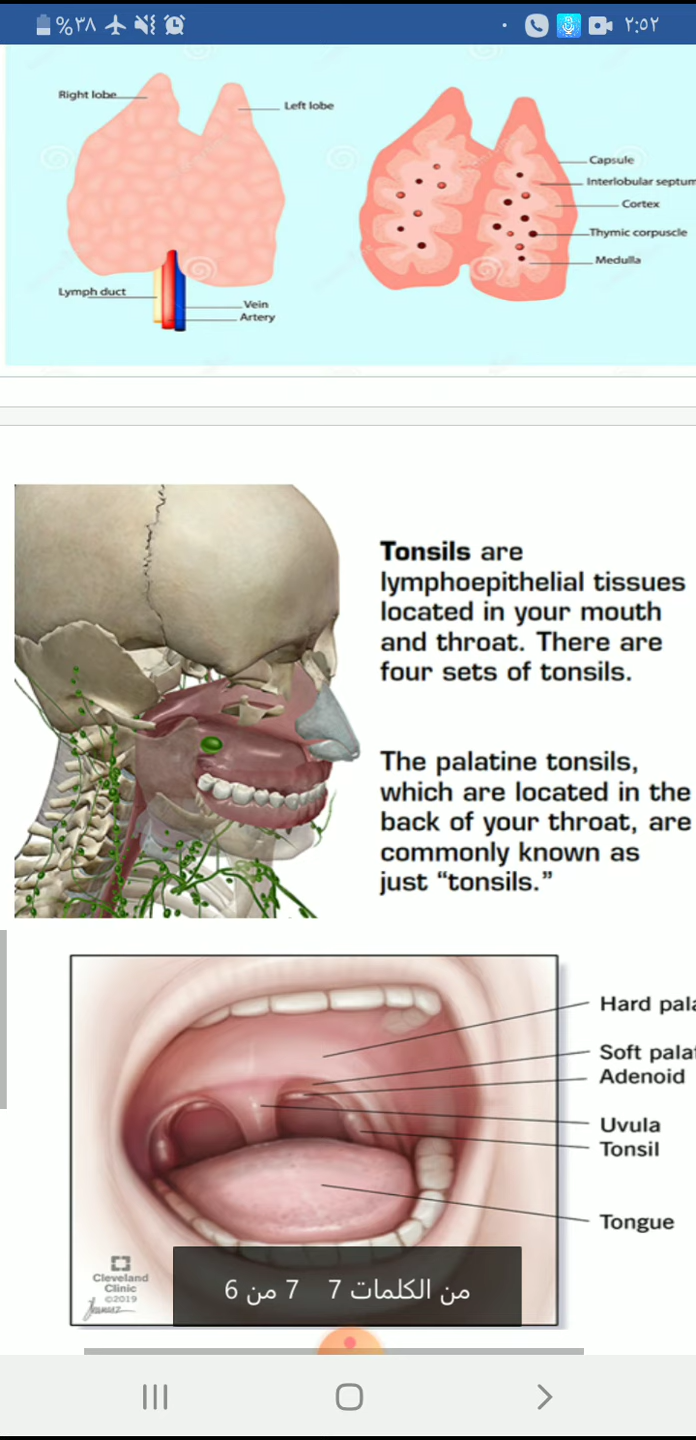 %٣٨
٢:٥٢
Right lobe
Left lobe
Lymph duct
Vein
Artery
Capsule
Interlobular septum
Cortex
Thymic corpuscle
Medulla
Tonsils are
lymphoepithelial tissues
located in your mouth
and throat. There are
four sets of tonsils.
The palatine tonsils,
which are located in the
back of your throat, are
commonly known as
just “tonsils.”
Hard pala
Soft pala
Adenoid
Uvula
Tonsil
Tongue
Cleveland
Clinic
©2019
6 من 7    7 من الكلمات